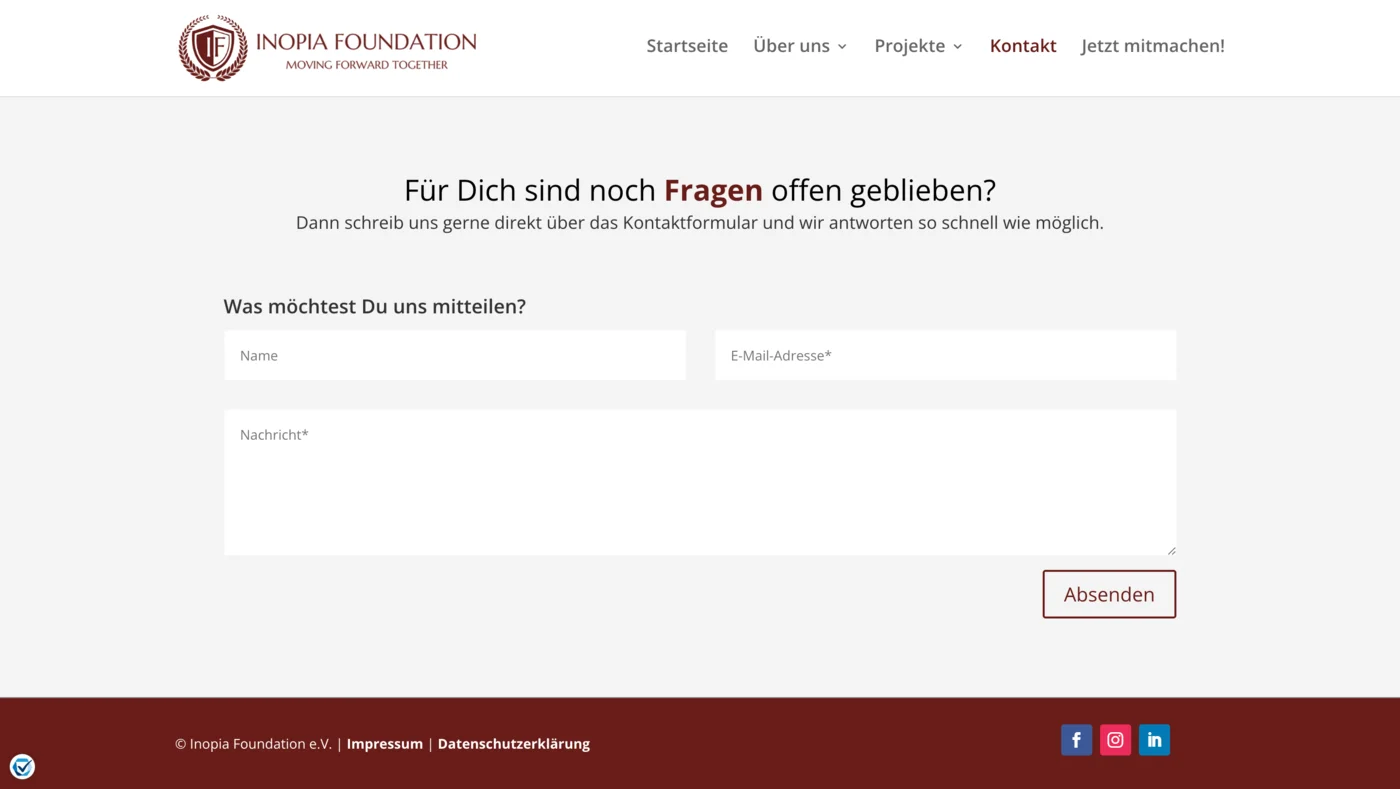 IF
INOPIA FOUNDATION
MOVING FORWARD TOGETHER
Startseite Über uns Projekte Kontakt Jetzt mitmachen!
Für Dich sind noch Fragen offen geblieben?
Dann schreib uns gerne direkt über das Kontaktformular und wir antworten so schnell wie möglich.
Was möchtest Du uns mitteilen?
Name E-Mail-Adresse*
Nachricht*
Absenden
© Inopia Foundation e.V. | Impressum | Datenschutzerklärung
f in